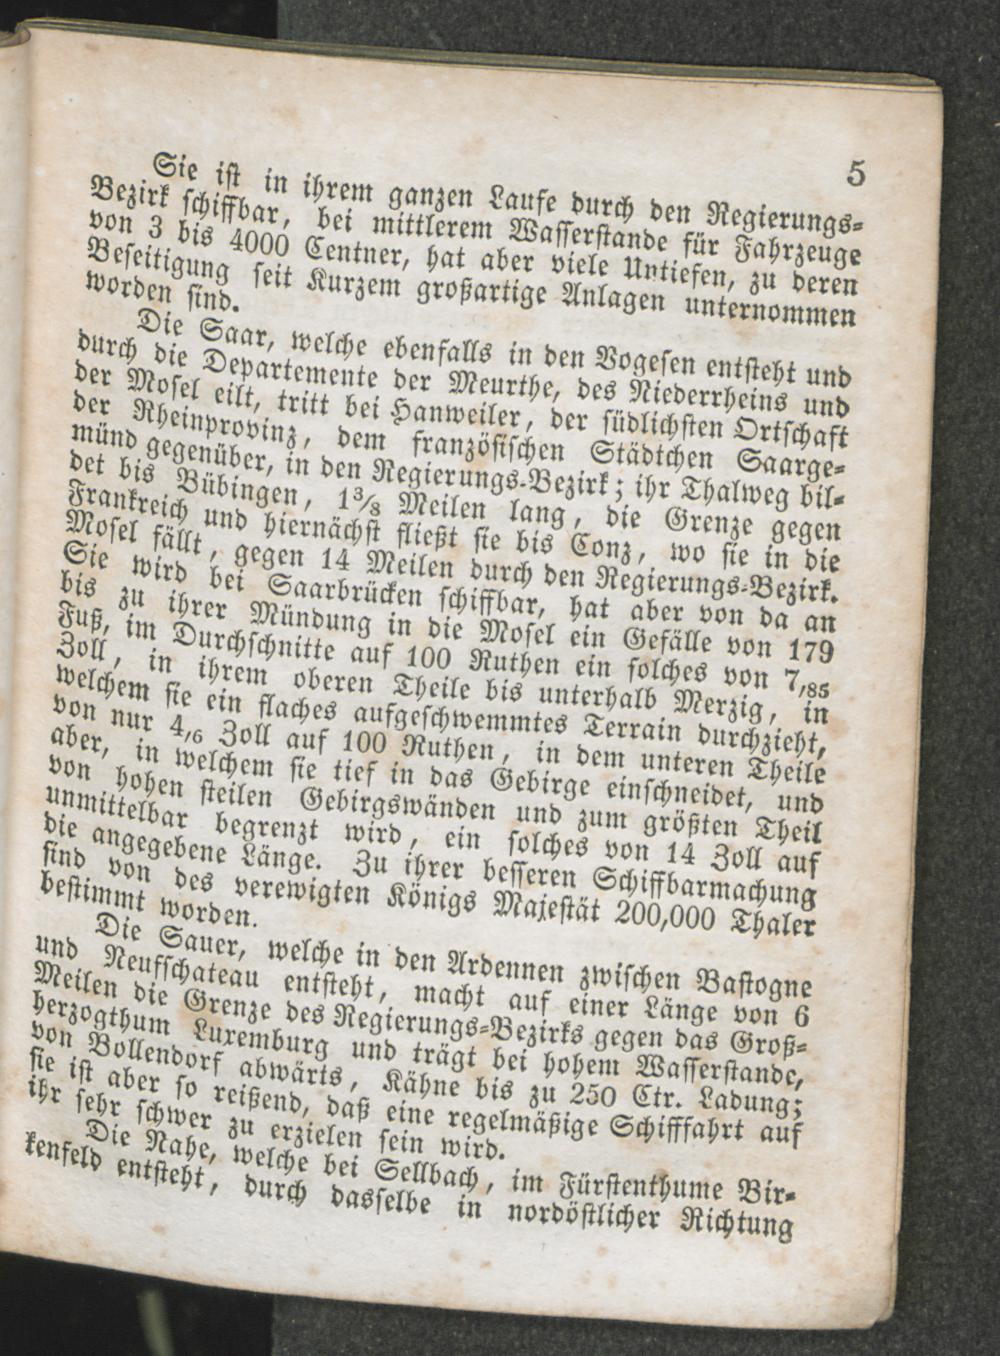 5
Sie ist in ihrem ganzen Laufe durch den Regierungs-
Bezirk schiffbar, bei mittlerem Wasserstande für Fahrzeuge
von 3 bis 4000 Centner, hat aber viele Untiefen, zu deren
Beseitigung seit Kurzem großartige Anlagen unternommen
worden sind.
Die Saar, welche ebenfalls in den Vogesen entsteht und
durch die Departemente der Meurthe, des Niederrheins und
der Mosel eilt, tritt bei Hanweiler, der südlichsten Ortschaft
der Rheinprovinz, dem französischen Städtchen Saarge-
münd gegenüber, in den Regierungs-Bezirk; ihr Thalweg bil-
det bis Bübingen, 1⅜ Meilen lang, die Grenze gegen
Frankreich und hiernächst fließt sie bis Conz, wo sie in die
Mosel fällt, gegen 14 Meilen durch den Regierungs-Bezirk.
Sie wird bei Saarbrücken schiffbar, hat aber von da an
bis zu ihrer Mündung in die Mosel ein Gefälle von 179
Fuß, im Durchschnitte auf 100 Ruthen ein solches von 7,85
Zoll, in ihrem oberen Theile bis unterhalb Merzig, in
welchem sie ein flaches aufgeschwemmtes Terrain durchzieht,
von nur 4,6 Zoll auf 100 Ruthen, in dem unteren Theile
aber, in welchem sie tief in das Gebirge einschneidet, und
von hohen steilen Gebirgswänden und zum größten Theil
unmittelbar begrenzt wird, ein solches von 14 Zoll auf
die angegebene Länge. Zu ihrer besseren Schiffbarmachung
sind von des verewigten Königs Majestät 200,000 Thaler
bestimmt worden.
Die Sauer, welche in den Ardennen zwischen Bastogne
und Neufschateau entsteht, macht auf einer Länge von 6
Meilen die Grenze des Regierungs-Bezirks gegen das Groß-
herzogthum Luxemburg und trägt bei hohem Wasserstande,
von Bollendorf abwärts, Kähne bis zu 250 Ctr. Ladung;
sie ist aber so reißend, daß eine regelmäßige Schifffahrt auf
ihr sehr schwer zu erzielen sein wird.
Die Nahe, welche bei Sellbach, im Fürstenthume Bir-
kenfeld entsteht, durch dasselbe in nordöstlicher Richtung